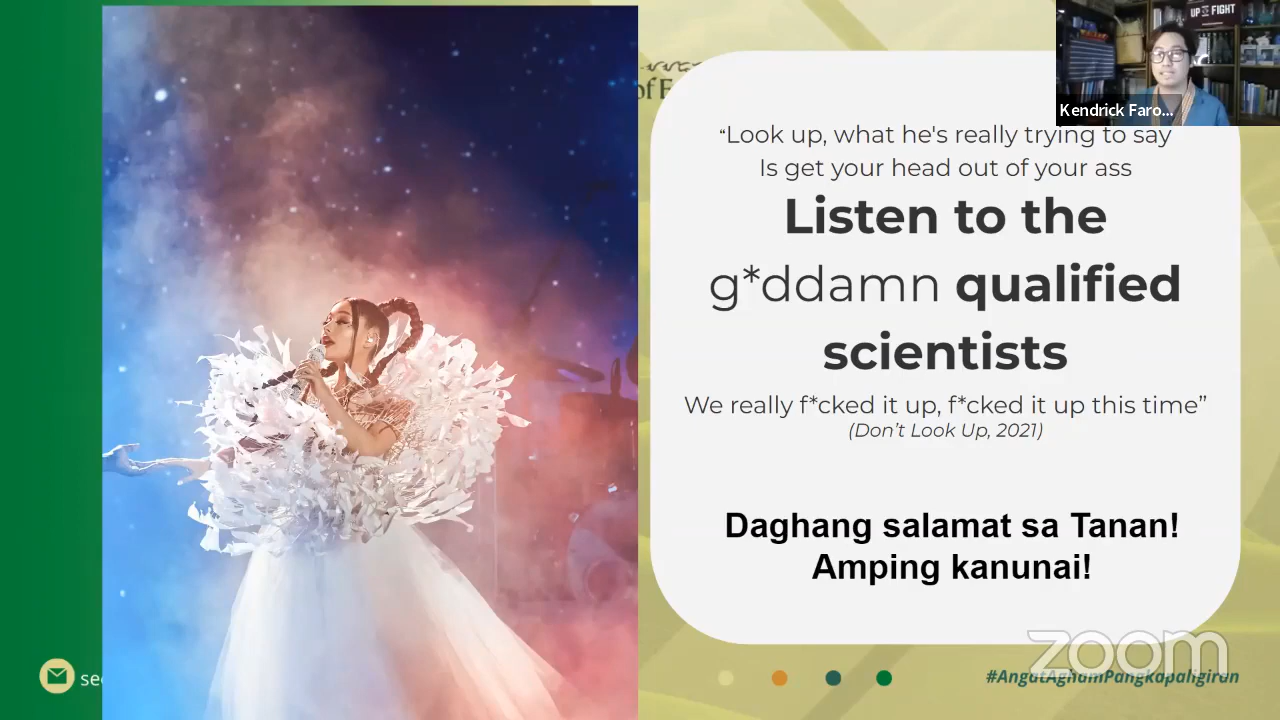 UP FIGHT
Kendrick Faro...
of E
“Look up, what he's really trying to say
Is get your head out of your ass
Listen to the
g*ddamn qualified
scientists
We really f*cked it up, f*cked it up this time”
(Don’t Look Up, 2021)
Daghang salamat sa Tanan!
Amping kanunai!
zoom
se
#AngatAghamPangkapaligiran